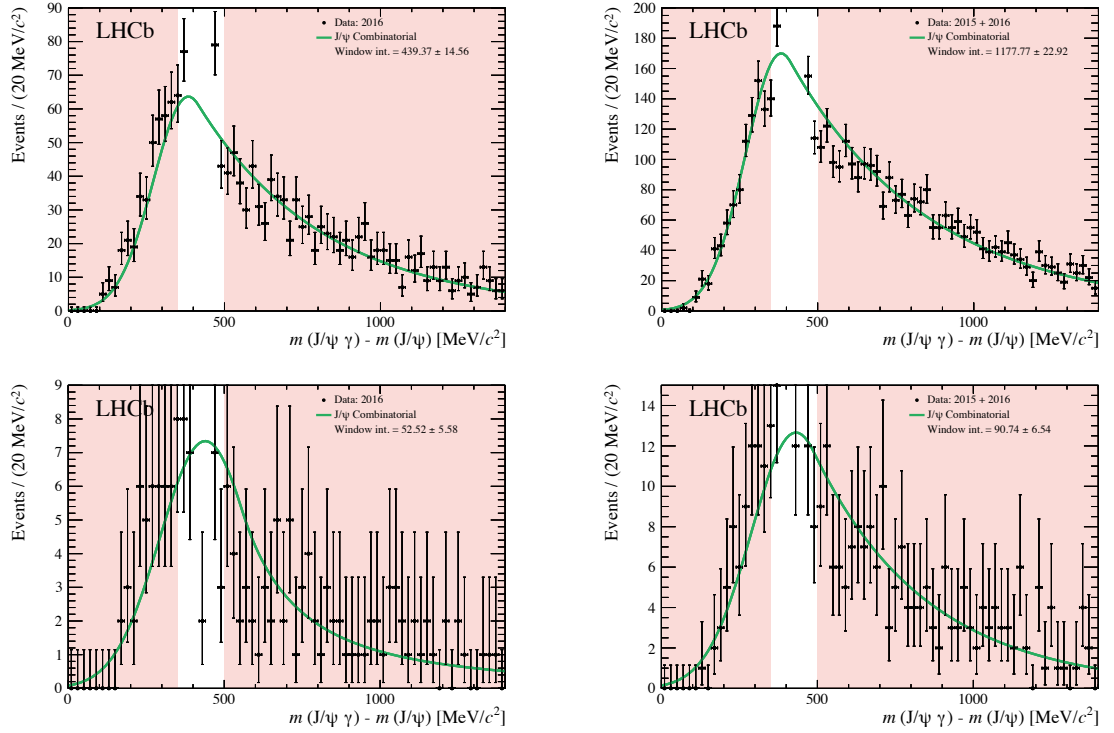 LHCb
Data: 2016
J/ψ Combinatorial
Window int. = 439.37 ± 14.56
Events / (20 MeV/c²)
90
80
70
60
50
40
30
20
10
0
0 500 1000
m (J/ψ γ) - m (J/ψ) [MeV/c²]
LHCb
Data: 2015 + 2016
J/ψ Combinatorial
Window int. = 1177.77 ± 22.92
Events / (20 MeV/c²)
200
180
160
140
120
100
80
60
40
20
0
0 500 1000
m (J/ψ γ) - m (J/ψ) [MeV/c²]
LHCb
Data: 2016
J/ψ Combinatorial
Window int. = 52.52 ± 5.58
Events / (20 MeV/c²)
9
8
7
6
5
4
3
2
1
0
0 500 1000
m (J/ψ γ) - m (J/ψ) [MeV/c²]
LHCb
Data: 2015 + 2016
J/ψ Combinatorial
Window int. = 90.74 ± 6.54
Events / (20 MeV/c²)
14
12
10
8
6
4
2
0
0 500 1000
m (J/ψ γ) - m (J/ψ) [MeV/c²]